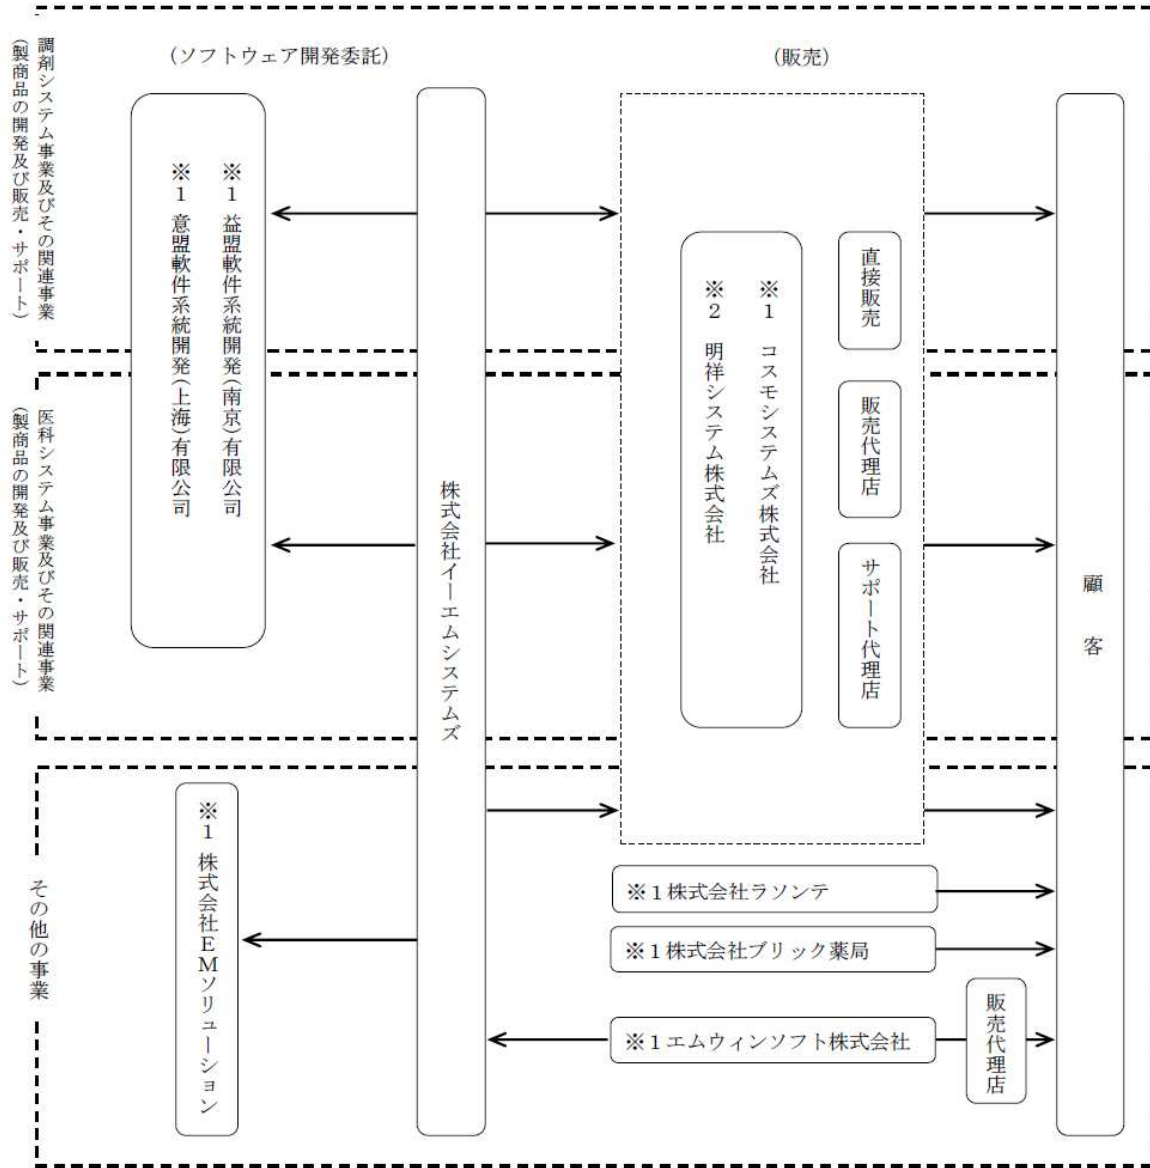 （ソフトウェア開発委託）
（販売）
調剤システム事業及びその関連事業
（製商品の開発及び販売・サポート）
※１ 益盟軟件系統開発(南京)有限公司
※１ 意盟軟件系統開発(上海)有限公司
株式会社イーエムシステムズ
※１ コスモシステムズ株式会社
※２ 明祥システム株式会社
直接販売
販売代理店
サポート代理店
顧客
医科システム事業及びその関連事業
（製商品の開発及び販売・サポート）
その他の事業
※１ 株式会社ＥＭソリューション
※１株式会社ラソンテ
※１株式会社ブリック薬局
※１エムウィンソフト株式会社
販売代理店